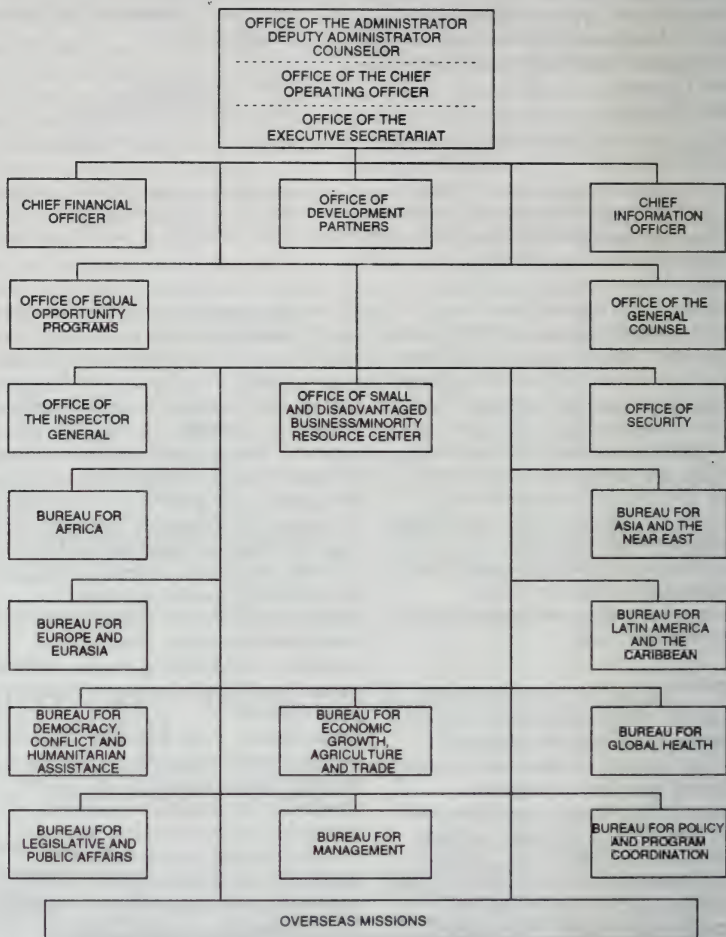 OFFICE OF THE ADMINISTRATOR
DEPUTY ADMINISTRATOR
COUNSELOR
OFFICE OF THE CHIEF
OPERATING OFFICER
OFFICE OF THE
EXECUTIVE SECRETARIAT
CHIEF FINANCIAL
OFFICER
OFFICE OF
DEVELOPMENT
PARTNERS
CHIEF
INFORMATION
OFFICER
OFFICE OF EQUAL
OPPORTUNITY
PROGRAMS
OFFICE OF THE
GENERAL
COUNSEL
OFFICE OF
THE INSPECTOR
GENERAL
OFFICE OF SMALL
AND DISADVANTAGED
BUSINESS/MINORITY
RESOURCE CENTER
OFFICE OF
SECURITY
BUREAU FOR
AFRICA
BUREAU FOR
ASIA AND THE
NEAR EAST
BUREAU FOR
EUROPE AND
EURASIA
BUREAU FOR
LATIN AMERICA
AND THE
CARIBBEAN
BUREAU FOR
DEMOCRACY,
CONFLICT AND
HUMANITARIAN
ASSISTANCE
BUREAU FOR
ECONOMIC
GROWTH,
AGRICULTURE
AND TRADE
BUREAU FOR
GLOBAL HEALTH
BUREAU FOR
LEGISLATIVE AND
PUBLIC AFFAIRS
BUREAU FOR
MANAGEMENT
BUREAU FOR POLICY
AND PROGRAM
COORDINATION
OVERSEAS MISSIONS